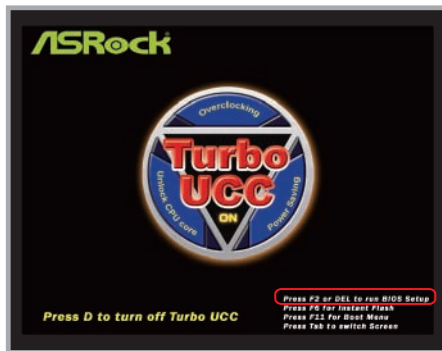 ASRock
Overclocking
Turbo
UCC
ON
Unlock CPU core
Power Saving
Press F2 or DEL to run BIOS Setup
Press F6 for Instant Flash
Press F11 for Boot Menu
Press Tab to switch Screen
Press D to turn off Turbo UCC